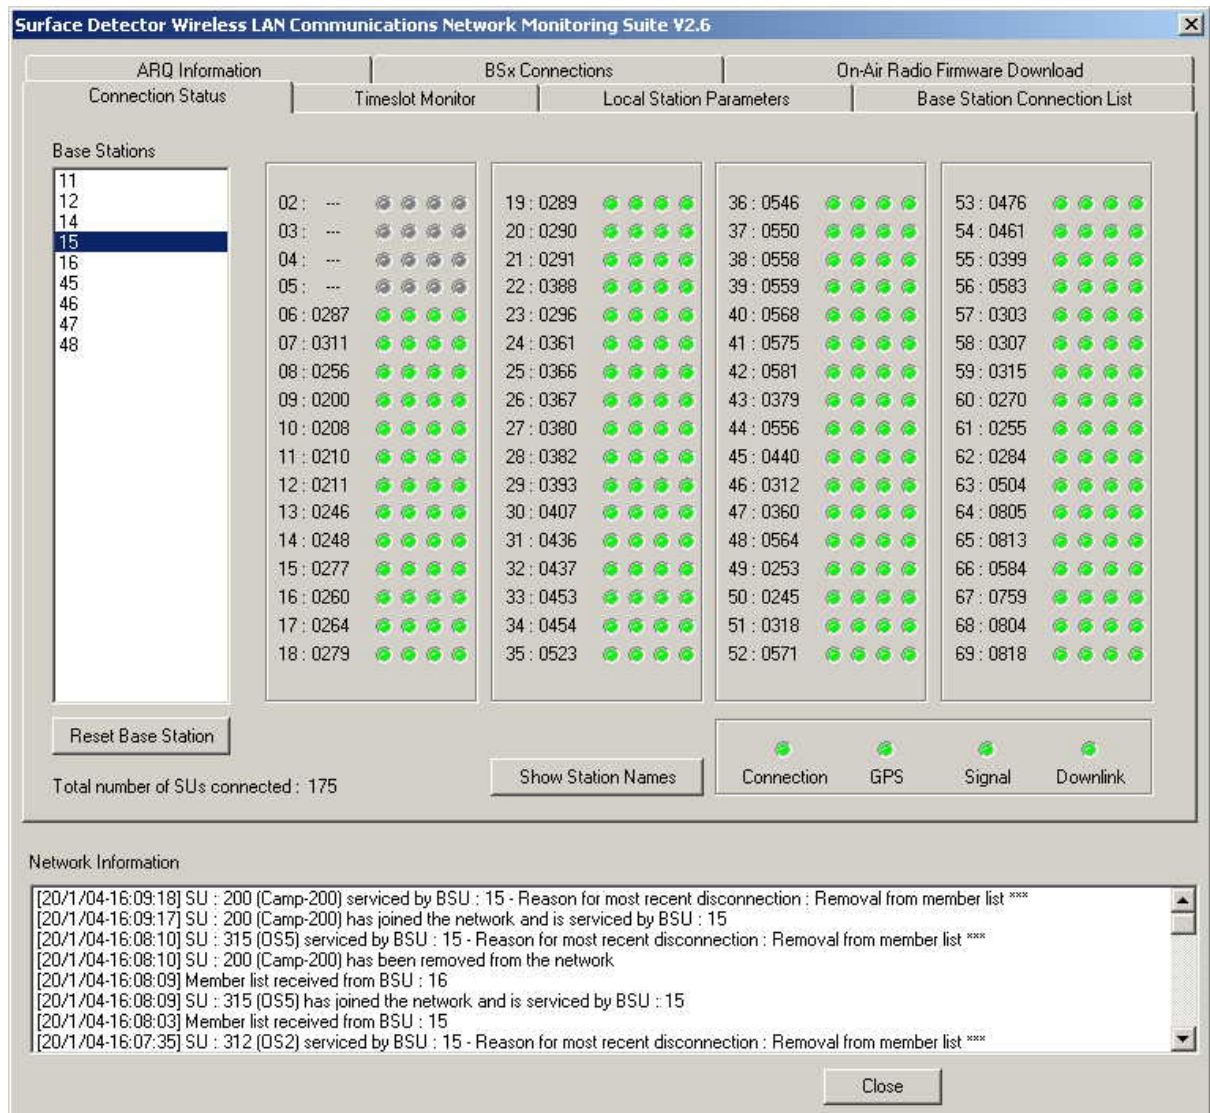 Surface Detector Wireless LAN Communications Network Monitoring Suite V2.6
ARQ Information BSx Connections On-Air Radio Firmware Download
Connection Status Timeslot Monitor Local Station Parameters Base Station Connection List
Base Stations
11
12
14
15
16
45
46
47
48
02 : --- 19 : 0289 36 : 0546 53 : 0476
03 : --- 20 : 0290 37 : 0550 54 : 0461
04 : --- 21 : 0291 38 : 0558 55 : 0399
05 : --- 22 : 0388 39 : 0559 56 : 0583
06 : 0287 23 : 0296 40 : 0568 57 : 0303
07 : 0311 24 : 0361 41 : 0575 58 : 0307
08 : 0256 25 : 0366 42 : 0581 59 : 0315
09 : 0200 26 : 0367 43 : 0379 60 : 0270
10 : 0208 27 : 0380 44 : 0556 61 : 0255
11 : 0210 28 : 0382 45 : 0440 62 : 0284
12 : 0211 29 : 0393 46 : 0312 63 : 0504
13 : 0246 30 : 0407 47 : 0360 64 : 0805
14 : 0248 31 : 0436 48 : 0564 65 : 0813
15 : 0277 32 : 0437 49 : 0253 66 : 0584
16 : 0260 33 : 0453 50 : 0245 67 : 0759
17 : 0264 34 : 0454 51 : 0318 68 : 0804
18 : 0279 35 : 0523 52 : 0571 69 : 0818
Reset Base Station
Total number of SUs connected : 175
Show Station Names
Connection GPS Signal Downlink
Network Information
[20/1/04-16:09:18] SU : 200 (Camp-200) serviced by BSU : 15 - Reason for most recent disconnection : Removal from member list ***
[20/1/04-16:09:17] SU : 200 (Camp-200) has joined the network and is serviced by BSU : 15
[20/1/04-16:08:10] SU : 315 (OS5) serviced by BSU : 15 - Reason for most recent disconnection : Removal from member list ***
[20/1/04-16:08:10] SU : 200 (Camp-200) has been removed from the network
[20/1/04-16:08:09] Member list received from BSU : 16
[20/1/04-16:08:09] SU : 315 (OS5) has joined the network and is serviced by BSU : 15
[20/1/04-16:08:03] Member list received from BSU : 15
[20/1/04-16:07:35] SU : 312 (OS2) serviced by BSU : 15 - Reason for most recent disconnection : Removal from member list ***
Close